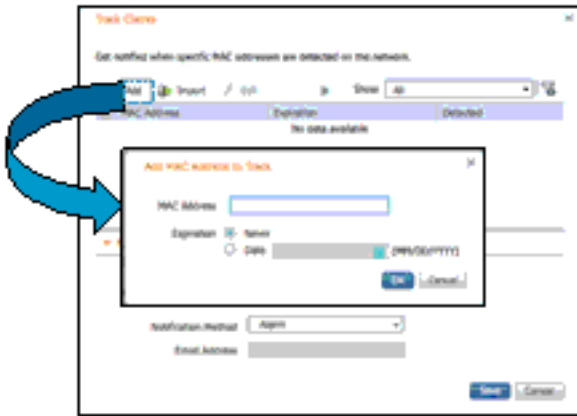 Track Clients
Get notified when specific MAC addresses are detected on the network.
Add Import Edit Show All
MAC Address Expiration Detected
No data available
Add MAC Address to Track
MAC Address
Expiration Never
Date (MM/DD/YYYY)
OK Cancel
Notification Method
Email Address
Save Cancel